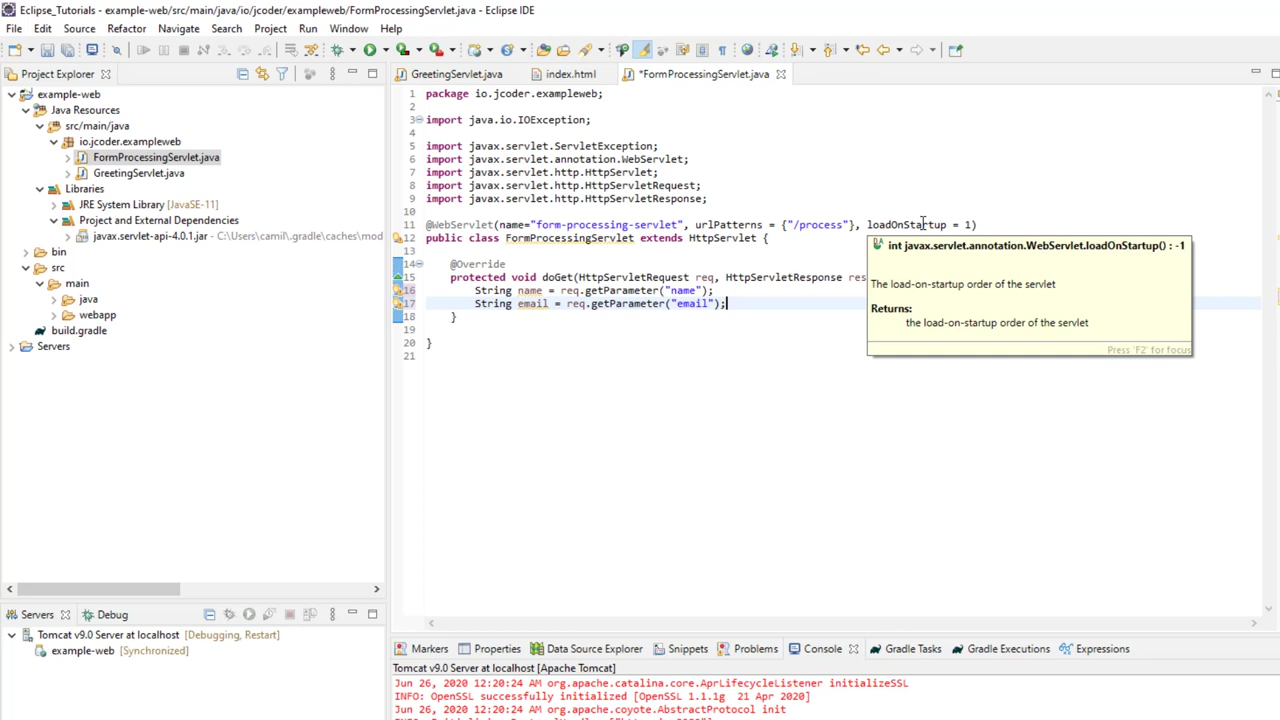 Eclipse_Tutorials - example-web/src/main/java/io/jcoder/exampleweb/FormProcessingServlet.java - Eclipse IDE
File Edit Source Refactor Navigate Search Project Run Window Help
Project Explorer
example-web
Java Resources
src/main/java
io.jcoder.exampleweb
FormProcessingServlet.java
GreetingServlet.java
Libraries
JRE System Library [JavaSE-11]
Project and External Dependencies
javax.servlet-api-4.0.1.jar - C:\Users\camil\.gradle\caches\mod
bin
src
main
java
webapp
build.gradle
Servers
GreetingServlet.java index.html *FormProcessingServlet.java
1 package io.jcoder.exampleweb;
2
3 import java.io.IOException;
4
5 import javax.servlet.ServletException;
6 import javax.servlet.annotation.WebServlet;
7 import javax.servlet.http.HttpServlet;
8 import javax.servlet.http.HttpServletRequest;
9 import javax.servlet.http.HttpServletResponse;
10
11 @WebServlet(name="form-processing-servlet", urlPatterns = {"/process"}, loadOnStartup = 1)
12 public class FormProcessingServlet extends HttpServlet {
14 @Override
15 protected void doGet(HttpServletRequest req, HttpServletResponse res
16 String name = req.getParameter("name");
17 String email = req.getParameter("email");
18 }
19
20 }
21
int javax.servlet.annotation.WebServlet.loadOnStartup() : -1
The load-on-startup order of the servlet
Returns:
the load-on-startup order of the servlet
Press 'F2' for focus
Servers Debug
Tomcat v9.0 Server at localhost [Debugging, Restart]
example-web [Synchronized]
Markers Properties Data Source Explorer Snippets Problems Console Gradle Tasks Gradle Executions Expressions
Tomcat v9.0 Server at localhost [Apache Tomcat]
Jun 26, 2020 12:20:24 AM org.apache.catalina.core.AprLifecycleListener initializeSSL
INFO: OpenSSL successfully initialized [OpenSSL 1.1.1g 21 Apr 2020]
Jun 26, 2020 12:20:24 AM org.apache.coyote.AbstractProtocol init